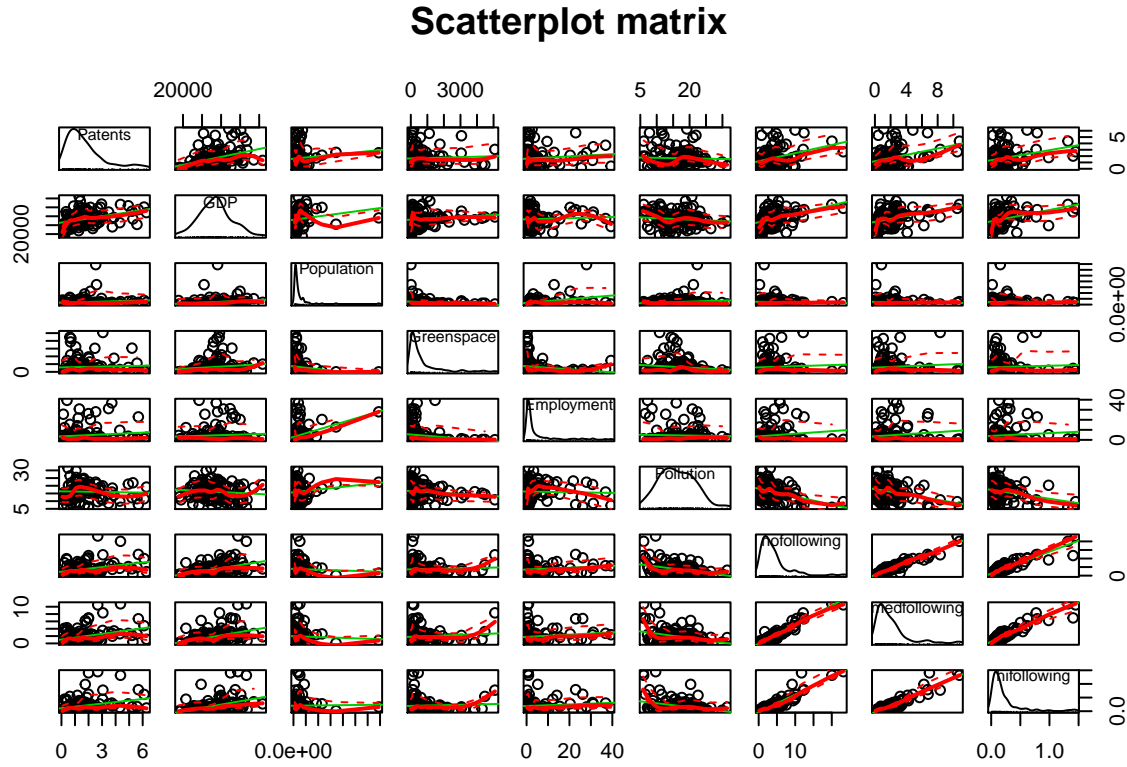 Scatterplot matrix
20000
0 3000
5 20
0 4 8
Patents
0 5
GDP
20000
Population
0.0e+00
Greenspace
0
Employment
0 40
Pollution
5 30
nofollowing
0
medfollowing
0 10
nifollowing
0.0
0 3 6
0.0e+00
0 20 40
0 10
0.0 1.0